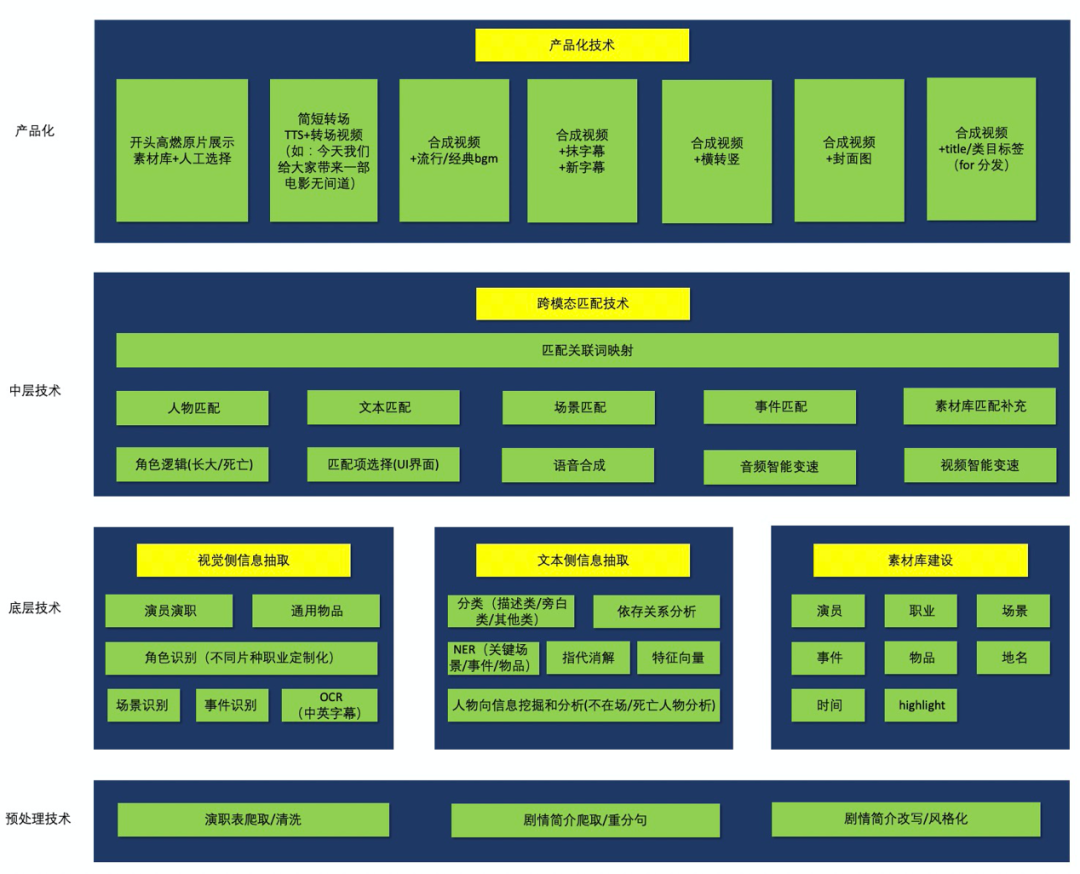 产品化
产品化技术
开头高燃原片展示
素材库+人工选择
简短转场
TTS+转场视频
（如：今天我们
给大家带来一部
电影无间道）
合成视频
+流行/经典bgm
合成视频
+抹字幕
+新字幕
合成视频
+横转竖
合成视频
+封面图
合成视频
+title/类目标签
（for 分发）
中层技术
跨模态匹配技术
匹配关联词映射
人物匹配
文本匹配
场景匹配
事件匹配
素材库匹配补充
角色逻辑(长大/死亡)
匹配项选择(UI界面)
语音合成
音频智能变速
视频智能变速
底层技术
视觉侧信息抽取
演员演职
通用物品
角色识别（不同片种职业定制化）
场景识别
事件识别
OCR
（中英字幕）
文本侧信息抽取
分类（描述类/旁白
类/其他类）
依存关系分析
NER（关键场
景/事件/物品）
指代消解
特征向量
人物向信息挖掘和分析(不在场/死亡人物分析)
素材库建设
演员
职业
场景
事件
物品
地名
时间
highlight
预处理技术
演职表爬取/清洗
剧情简介爬取/重分句
剧情简介改写/风格化